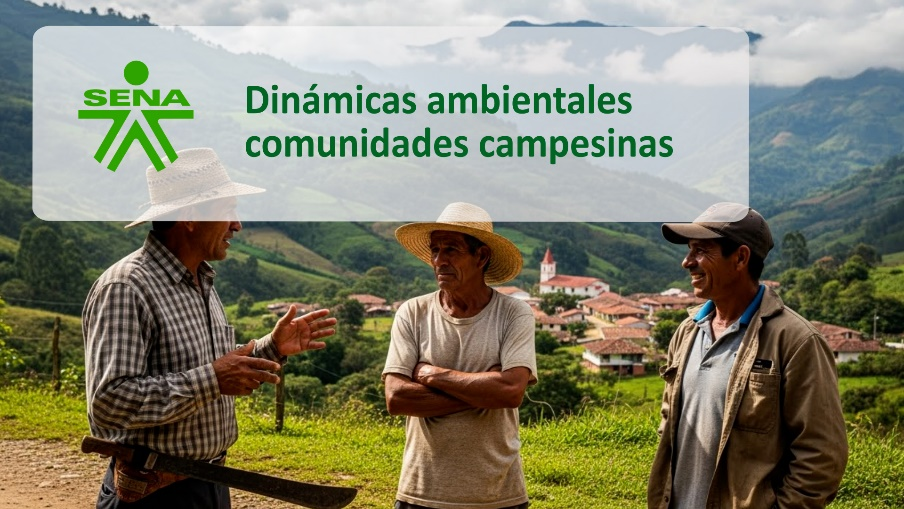 SENA
Dinámicas ambientales
comunidades campesinas